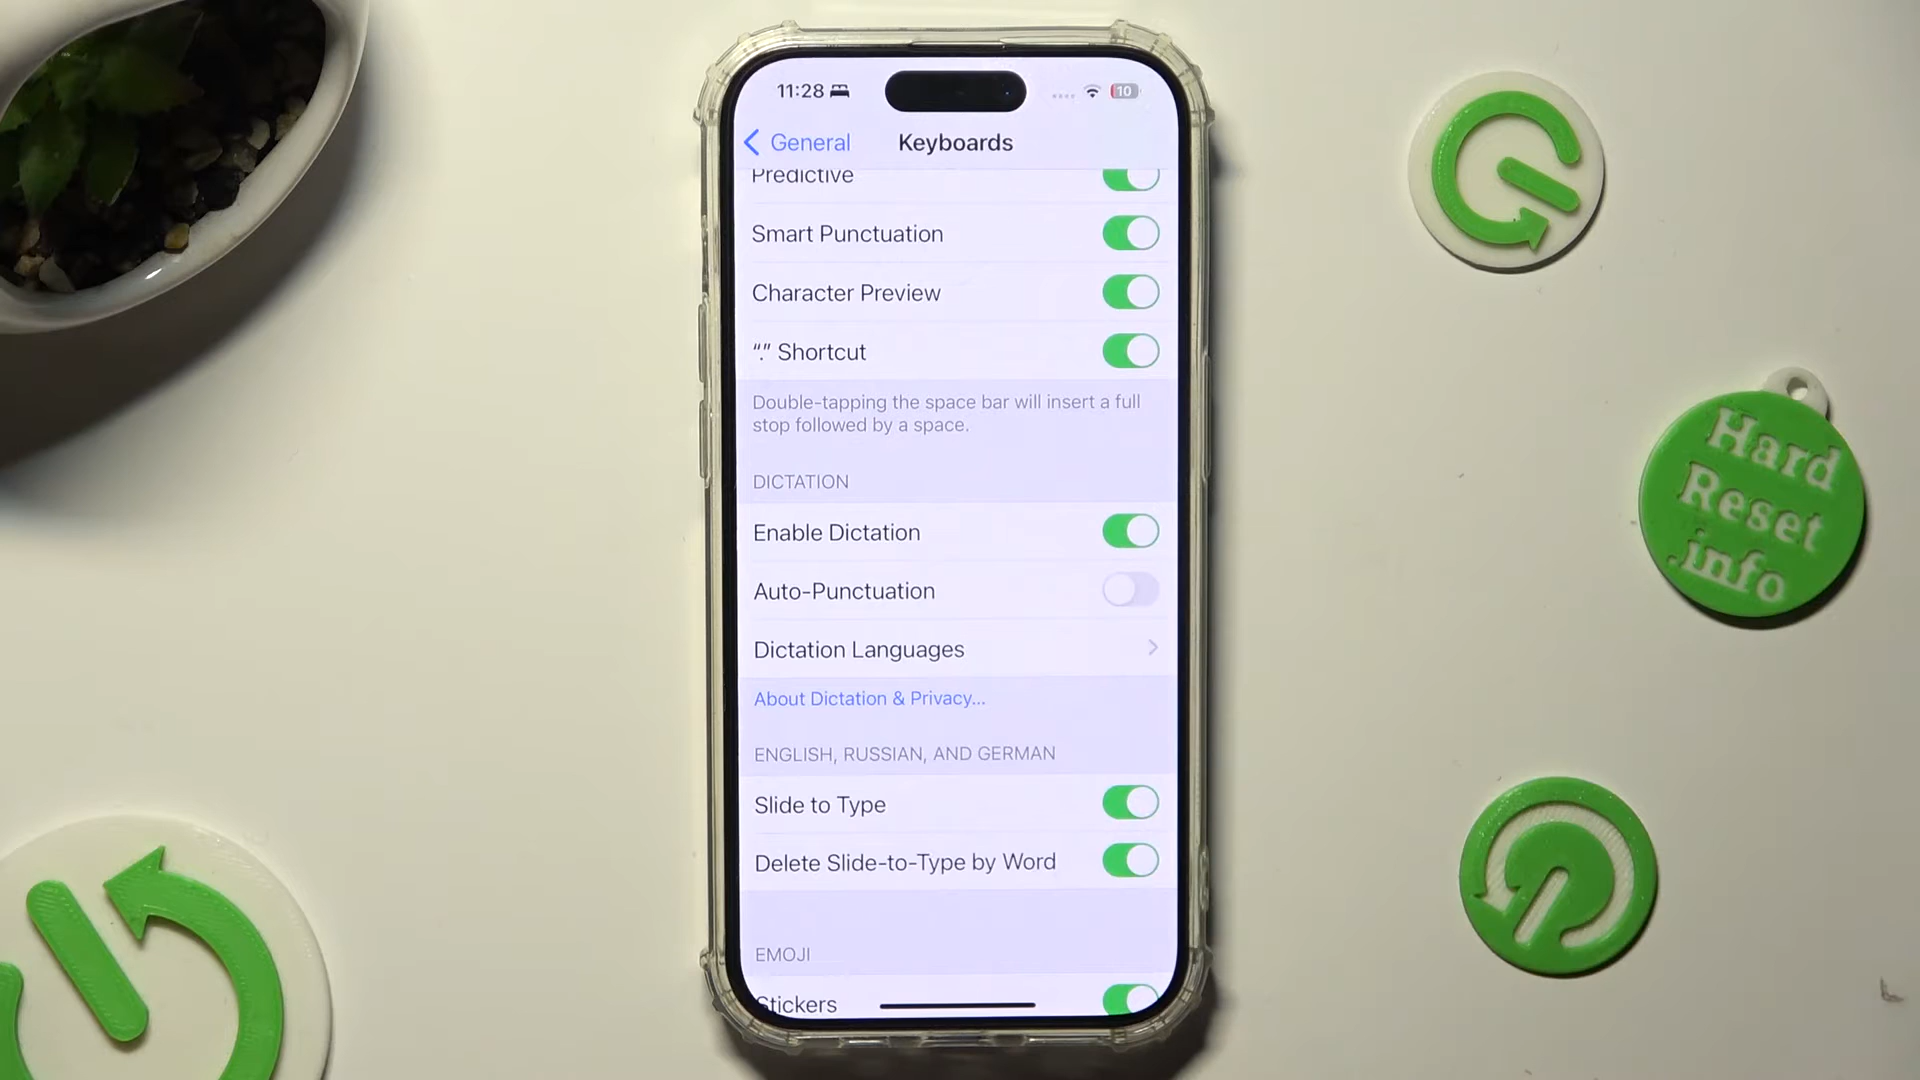 11:28
10
General
Keyboards
Predictive
Smart Punctuation
Character Preview
“.” Shortcut
Double-tapping the space bar will insert a full
stop followed by a space.
DICTATION
Enable Dictation
Auto-Punctuation
Dictation Languages
About Dictation & Privacy...
ENGLISH, RUSSIAN, AND GERMAN
Slide to Type
Delete Slide-to-Type by Word
EMOJI
Stickers
Hard
Reset
.info